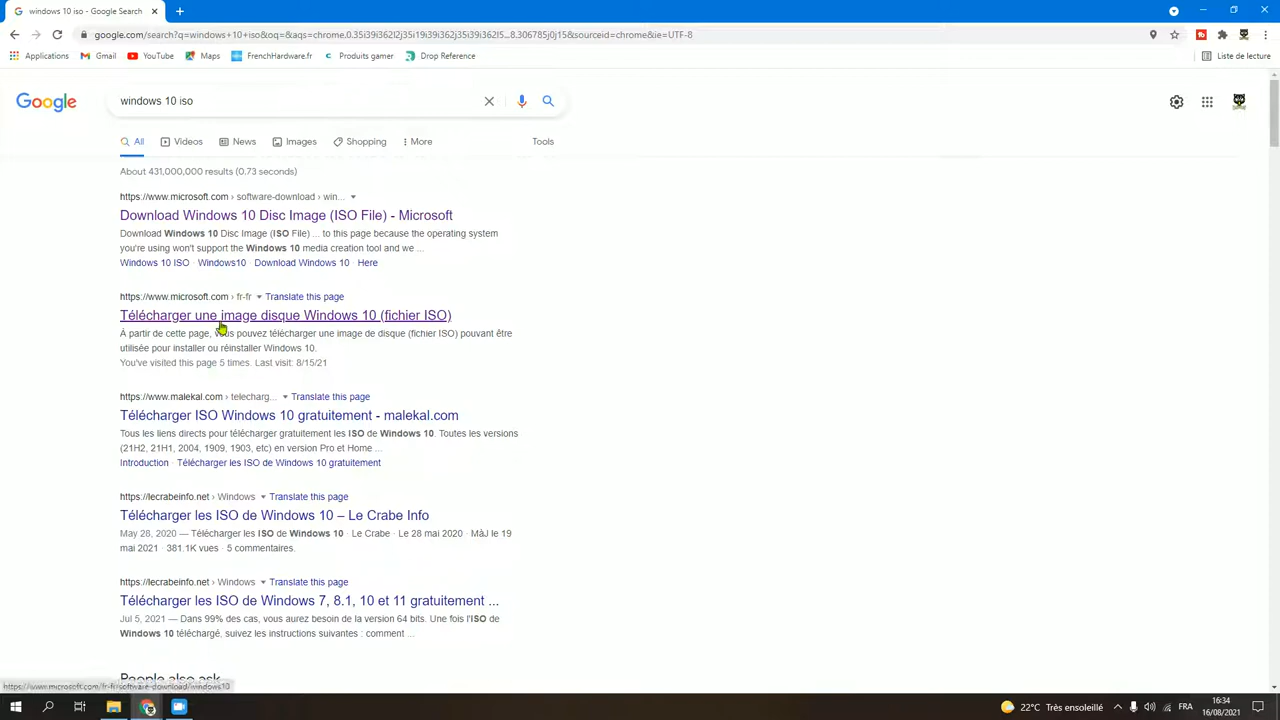 windows 10 iso - Google Search
google.com/search?q=windows+10+iso&oq=&aqs=chrome.0.35i39i362l2j35i19i39i362j35i39i362l5...8.306785j0j15&sourceid=chrome&ie=UTF-8
Applications Gmail YouTube Maps FrenchHardware.fr Produits gamer Drop Reference Liste de lecture
Google windows 10 iso
All Videos News Images Shopping More Tools
About 431,000,000 results (0.73 seconds)
https://www.microsoft.com › software-download › win...
Download Windows 10 Disc Image (ISO File) - Microsoft
Download Windows 10 Disc Image (ISO File) ... to this page because the operating system
you're using won't support the Windows 10 media creation tool and we ...
Windows 10 ISO · Windows10 · Download Windows 10 · Here
https://www.microsoft.com › fr-fr Translate this page
Télécharger une image disque Windows 10 (fichier ISO)
À partir de cette page, vous pouvez télécharger une image de disque (fichier ISO) pouvant être
utilisée pour installer ou réinstaller Windows 10.
You've visited this page 5 times. Last visit: 8/15/21
https://www.malekal.com › telecharg... Translate this page
Télécharger ISO Windows 10 gratuitement - malekal.com
Tous les liens directs pour télécharger gratuitement les ISO de Windows 10. Toutes les versions
(21H2, 21H1, 2004, 1909, 1903, etc) en version Pro et Home ...
Introduction · Télécharger les ISO de Windows 10 gratuitement
https://lecrabeinfo.net › Windows Translate this page
Télécharger les ISO de Windows 10 – Le Crabe Info
May 28, 2020 — Télécharger les ISO de Windows 10 · Le Crabe · Le 28 mai 2020 · MàJ le 19
mai 2021 · 381.1K vues · 5 commentaires.
https://lecrabeinfo.net › Windows Translate this page
Télécharger les ISO de Windows 7, 8.1, 10 et 11 gratuitement ...
Jul 5, 2021 — Dans 99% des cas, vous aurez besoin de la version 64 bits. Une fois l'ISO de
Windows 10 téléchargé, suivez les instructions suivantes : comment ...
People also ask
https://www.microsoft.com/fr-fr/software-download/windows10
22°C Très ensoleillé FRA 16:34
16/08/2021